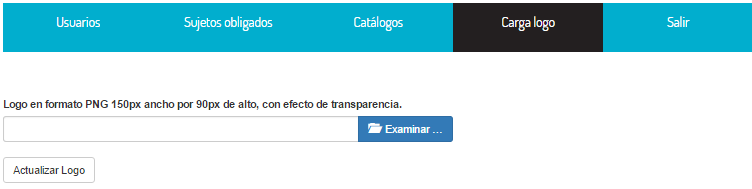 Usuarios Sujetos obligados Catálogos Carga logo Salir
Logo en formato PNG 150px ancho por 90px de alto, con efecto de transparencia.
Examinar ...
Actualizar Logo